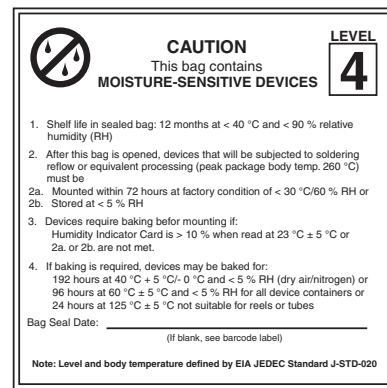 CAUTION
This bag contains
MOISTURE-SENSITIVE DEVICES
LEVEL
4
1. Shelf life in sealed bag: 12 months at < 40 °C and < 90 % relative
humidity (RH)
2. After this bag is opened, devices that will be subjected to soldering
reflow or equivalent processing (peak package body temp. 260 °C)
must be
2a. Mounted within 72 hours at factory condition of < 30 °C/60 % RH or
2b. Stored at < 5 % RH
3. Devices require baking befor mounting if:
Humidity Indicator Card is > 10 % when read at 23 °C ± 5 °C or
2a. or 2b. are not met.
4. If baking is required, devices may be baked for:
192 hours at 40 °C + 5 °C/- 0 °C and < 5 % RH (dry air/nitrogen) or
96 hours at 60 °C ± 5 °C and < 5 % RH for all device containers or
24 hours at 125 °C ± 5 °C not suitable for reels or tubes
Bag Seal Date:
(If blank, see barcode label)
Note: Level and body temperature defined by EIA JEDEC Standard J-STD-020